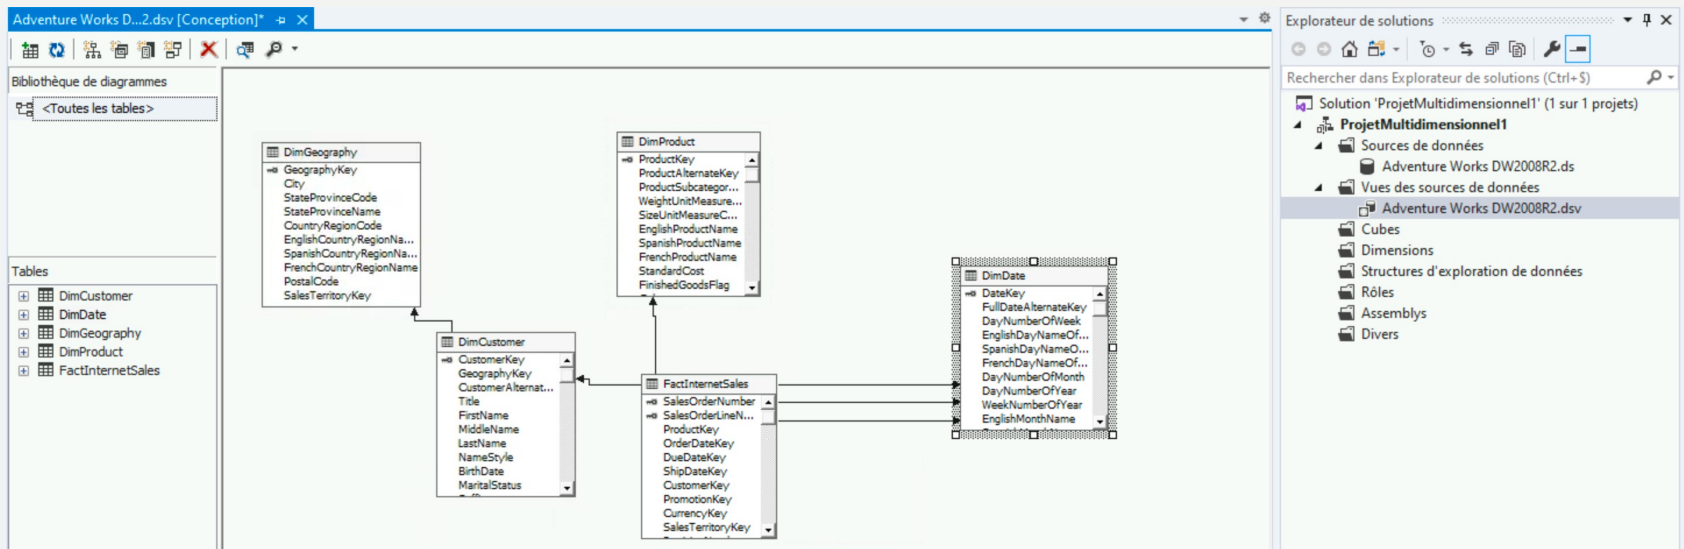 Adventure Works D...2.dsv [Conception]*
Bibliothèque de diagrammes
<Toutes les tables>
Tables
DimCustomer
DimDate
DimGeography
DimProduct
FactInternetSales
DimGeography
GeographyKey
City
StateProvinceCode
StateProvinceName
CountryRegionCode
EnglishCountryRegionNa...
SpanishCountryRegionNa...
FrenchCountryRegionName
PostalCode
SalesTerritoryKey
DimProduct
ProductKey
ProductAlternateKey
ProductSubcategor...
WeightUnitMeasure...
SizeUnitMeasureC...
EnglishProductName
SpanishProductName
FrenchProductName
StandardCost
FinishedGoodsFlag
DimCustomer
CustomerKey
GeographyKey
CustomerAlternat...
Title
FirstName
MiddleName
LastName
NameStyle
BirthDate
MaritalStatus
FactInternetSales
SalesOrderNumber
SalesOrderLineN...
ProductKey
OrderDateKey
DueDateKey
ShipDateKey
CustomerKey
PromotionKey
CurrencyKey
SalesTerritoryKey
DimDate
DateKey
FullDateAlternateKey
DayNumberOfWeek
EnglishDayNameOf...
SpanishDayNameO...
FrenchDayNameOf...
DayNumberOfMonth
DayNumberOfYear
WeekNumberOfYear
EnglishMonthName
Explorateur de solutions
Rechercher dans Explorateur de solutions (Ctrl+$)
Solution 'ProjetMultidimensionnel1' (1 sur 1 projets)
ProjetMultidimensionnel1
Sources de données
Adventure Works DW2008R2.ds
Vues des sources de données
Adventure Works DW2008R2.dsv
Cubes
Dimensions
Structures d'exploration de données
Rôles
Assemblys
Divers